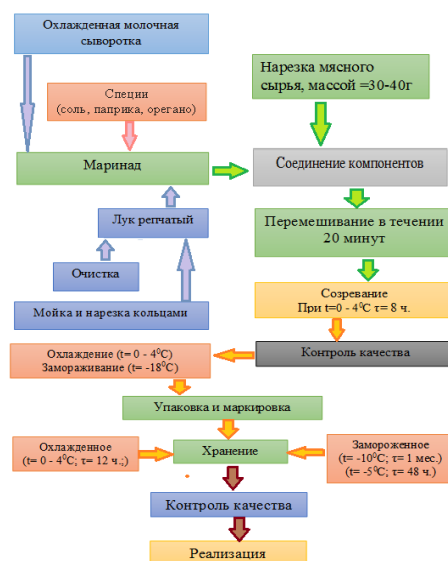 Охлажденная молочная
сыворотка
Специи
(соль, паприка, орегано)
Нарезка мясного
сырья, массой =30-40г
Маринад
Соединение компонентов
Лук репчатый
Перемешивание в течении
20 минут
Очистка
Мойка и нарезка кольцами
Созревание
При t=0 - 4⁰С τ= 8 ч.
Охлаждение (t= 0 - 4⁰С)
Замораживание (t= -18⁰С)
Контроль качества
Упаковка и маркировка
Охлажденное
(t= 0 - 4⁰С; τ= 12 ч.;)
Хранение
Замороженное
(t= -10⁰С; τ= 1 мес.)
(t= -5⁰С; τ= 48 ч.)
Контроль качества
Реализация